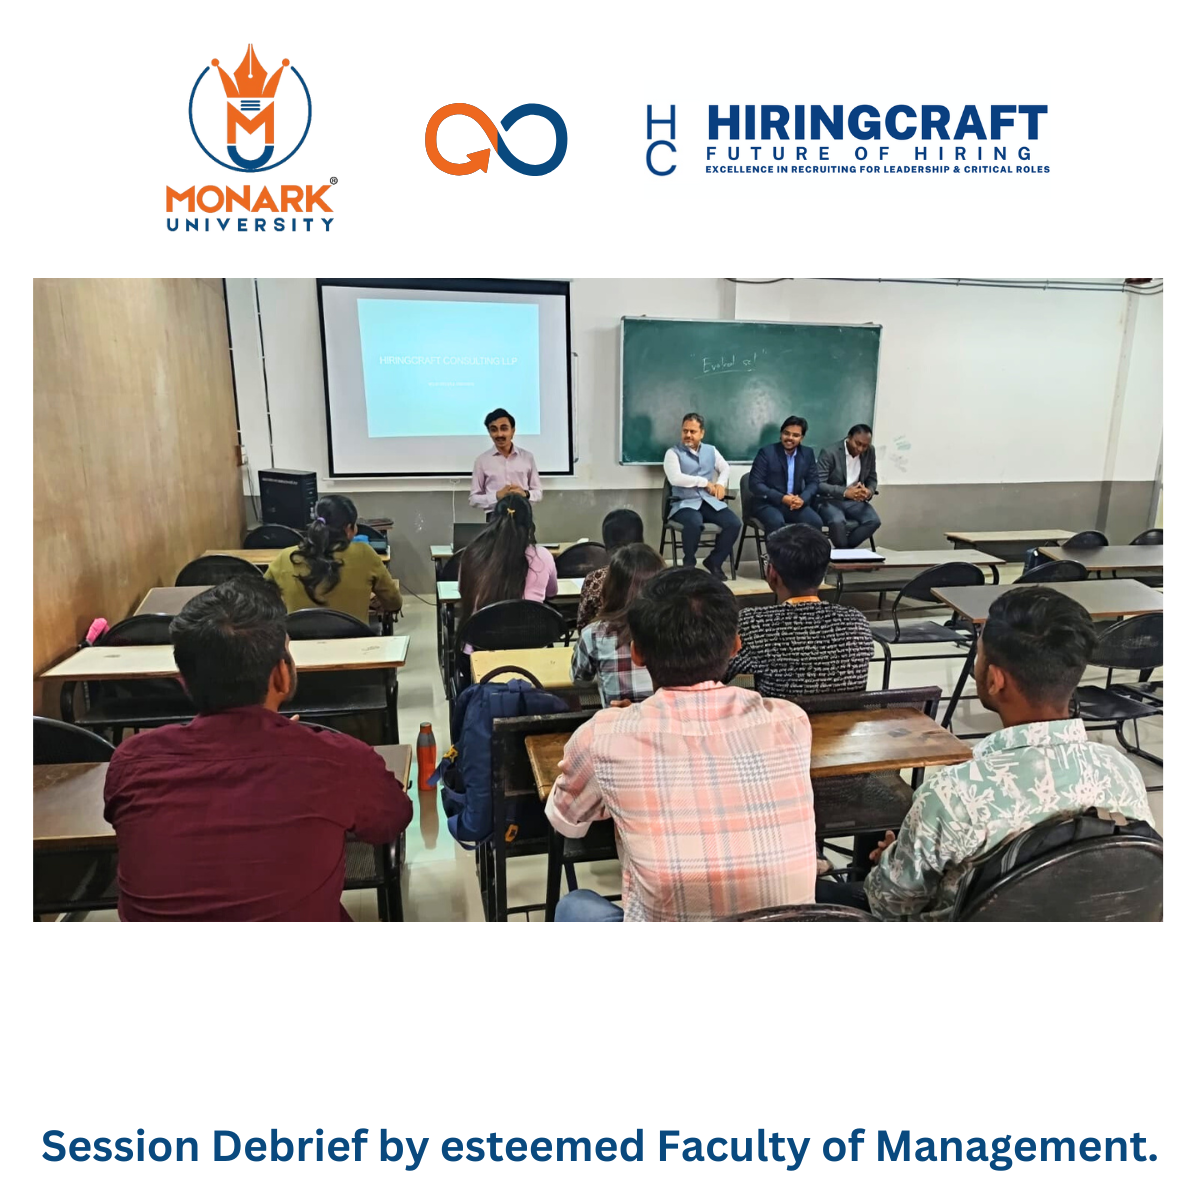 MONARK®
UNIVERSITY
H
C
HIRINGCRAFT
FUTURE OF HIRING
EXCELLENCE IN RECRUITING FOR LEADERSHIP & CRITICAL ROLES
HIRINGCRAFT CONSULTING LLP
Session Debrief by esteemed Faculty of Management.